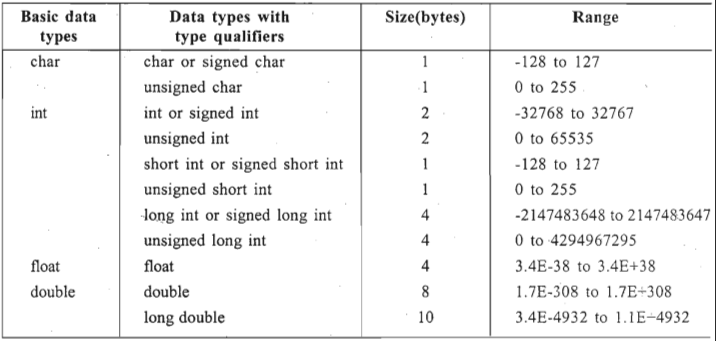 Basic data Data types with Size(bytes) Range
types type qualifiers
char char or signed char 1 -128 to 127
unsigned char 1 0 to 255
int int or signed int 2 -32768 to 32767
unsigned int 2 0 to 65535
short int or signed short int 1 -128 to 127
unsigned short int 1 0 to 255
long int or signed long int 4 -2147483648 to 2147483647
unsigned long int 4 0 to 4294967295
float float 4 3.4E-38 to 3.4E+38
double double 8 1.7E-308 to 1.7E+308
long double 10 3.4E-4932 to 1.1E+4932